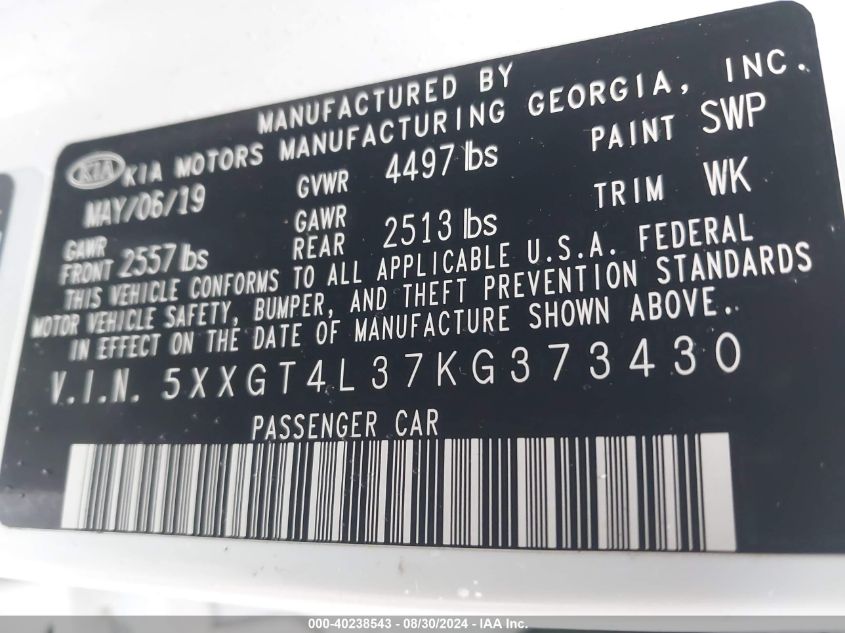 MANUFACTURED BY
KIA KIA MOTORS MANUFACTURING GEORGIA, INC.
MAY/06/19 GVWR 4497 lbs PAINT SWP
GAWR FRONT 2557 lbs GAWR REAR 2513 lbs TRIM WK
THIS VEHICLE CONFORMS TO ALL APPLICABLE U.S.A. FEDERAL
MOTOR VEHICLE SAFETY, BUMPER, AND THEFT PREVENTION STANDARDS
IN EFFECT ON THE DATE OF MANUFACTURE SHOWN ABOVE.
V.I.N. 5XXGT4L37KG373430
PASSENGER CAR
000-40238543 - 08/30/2024 - IAA Inc.